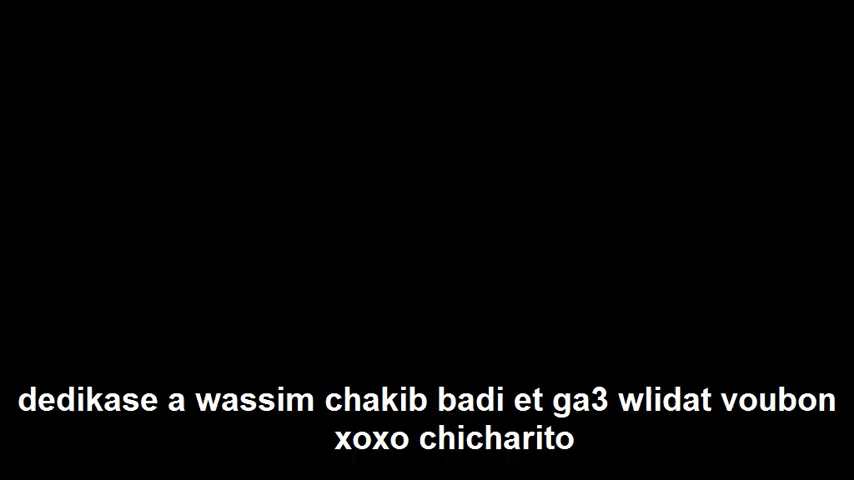 dedikase a wassim chakib badi et ga3 wlidat voubon
xoxo chicharito